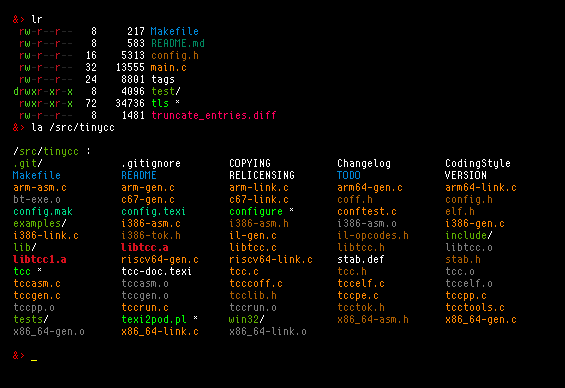 &> lr
rw-r--r-- 8 217 Makefile
rw-r--r-- 8 583 README.md
rw-r--r-- 16 5313 config.h
rw-r--r-- 32 13555 main.c
rw-r--r-- 24 8801 tags
drwxr-xr-x 8 4096 test/
rwxr-xr-x 72 34736 tls *
rw-r--r-- 8 1481 truncate_entries.diff
&> la /src/tinycc
/src/tinycc :
.git/ .gitignore COPYING Changelog CodingStyle
Makefile README RELICENSING TODO VERSION
arm-asm.c arm-gen.c arm-link.c arm64-gen.c arm64-link.c
bt-exe.o c67-gen.c c67-link.c coff.h config.h
config.mak config.texi configure * conftest.c elf.h
examples/ i386-asm.c i386-asm.h i386-asm.o i386-gen.c
i386-link.c i386-tok.h il-gen.c il-opcodes.h include/
lib/ libtcc.a libtcc.c libtcc.h libtcc.o
libtcc1.a riscv64-gen.c riscv64-link.c stab.def stab.h
tcc * tcc-doc.texi tcc.c tcc.h tcc.o
tccasm.c tccasm.o tcccoff.c tccelf.c tccelf.o
tccgen.c tccgen.o tcclib.h tccpe.c tccpp.c
tccpp.o tccrun.c tccrun.o tcctok.h tcctools.c
tests/ texi2pod.pl * win32/ x86_64-asm.h x86_64-gen.c
x86_64-gen.o x86_64-link.c x86_64-link.o
&> _